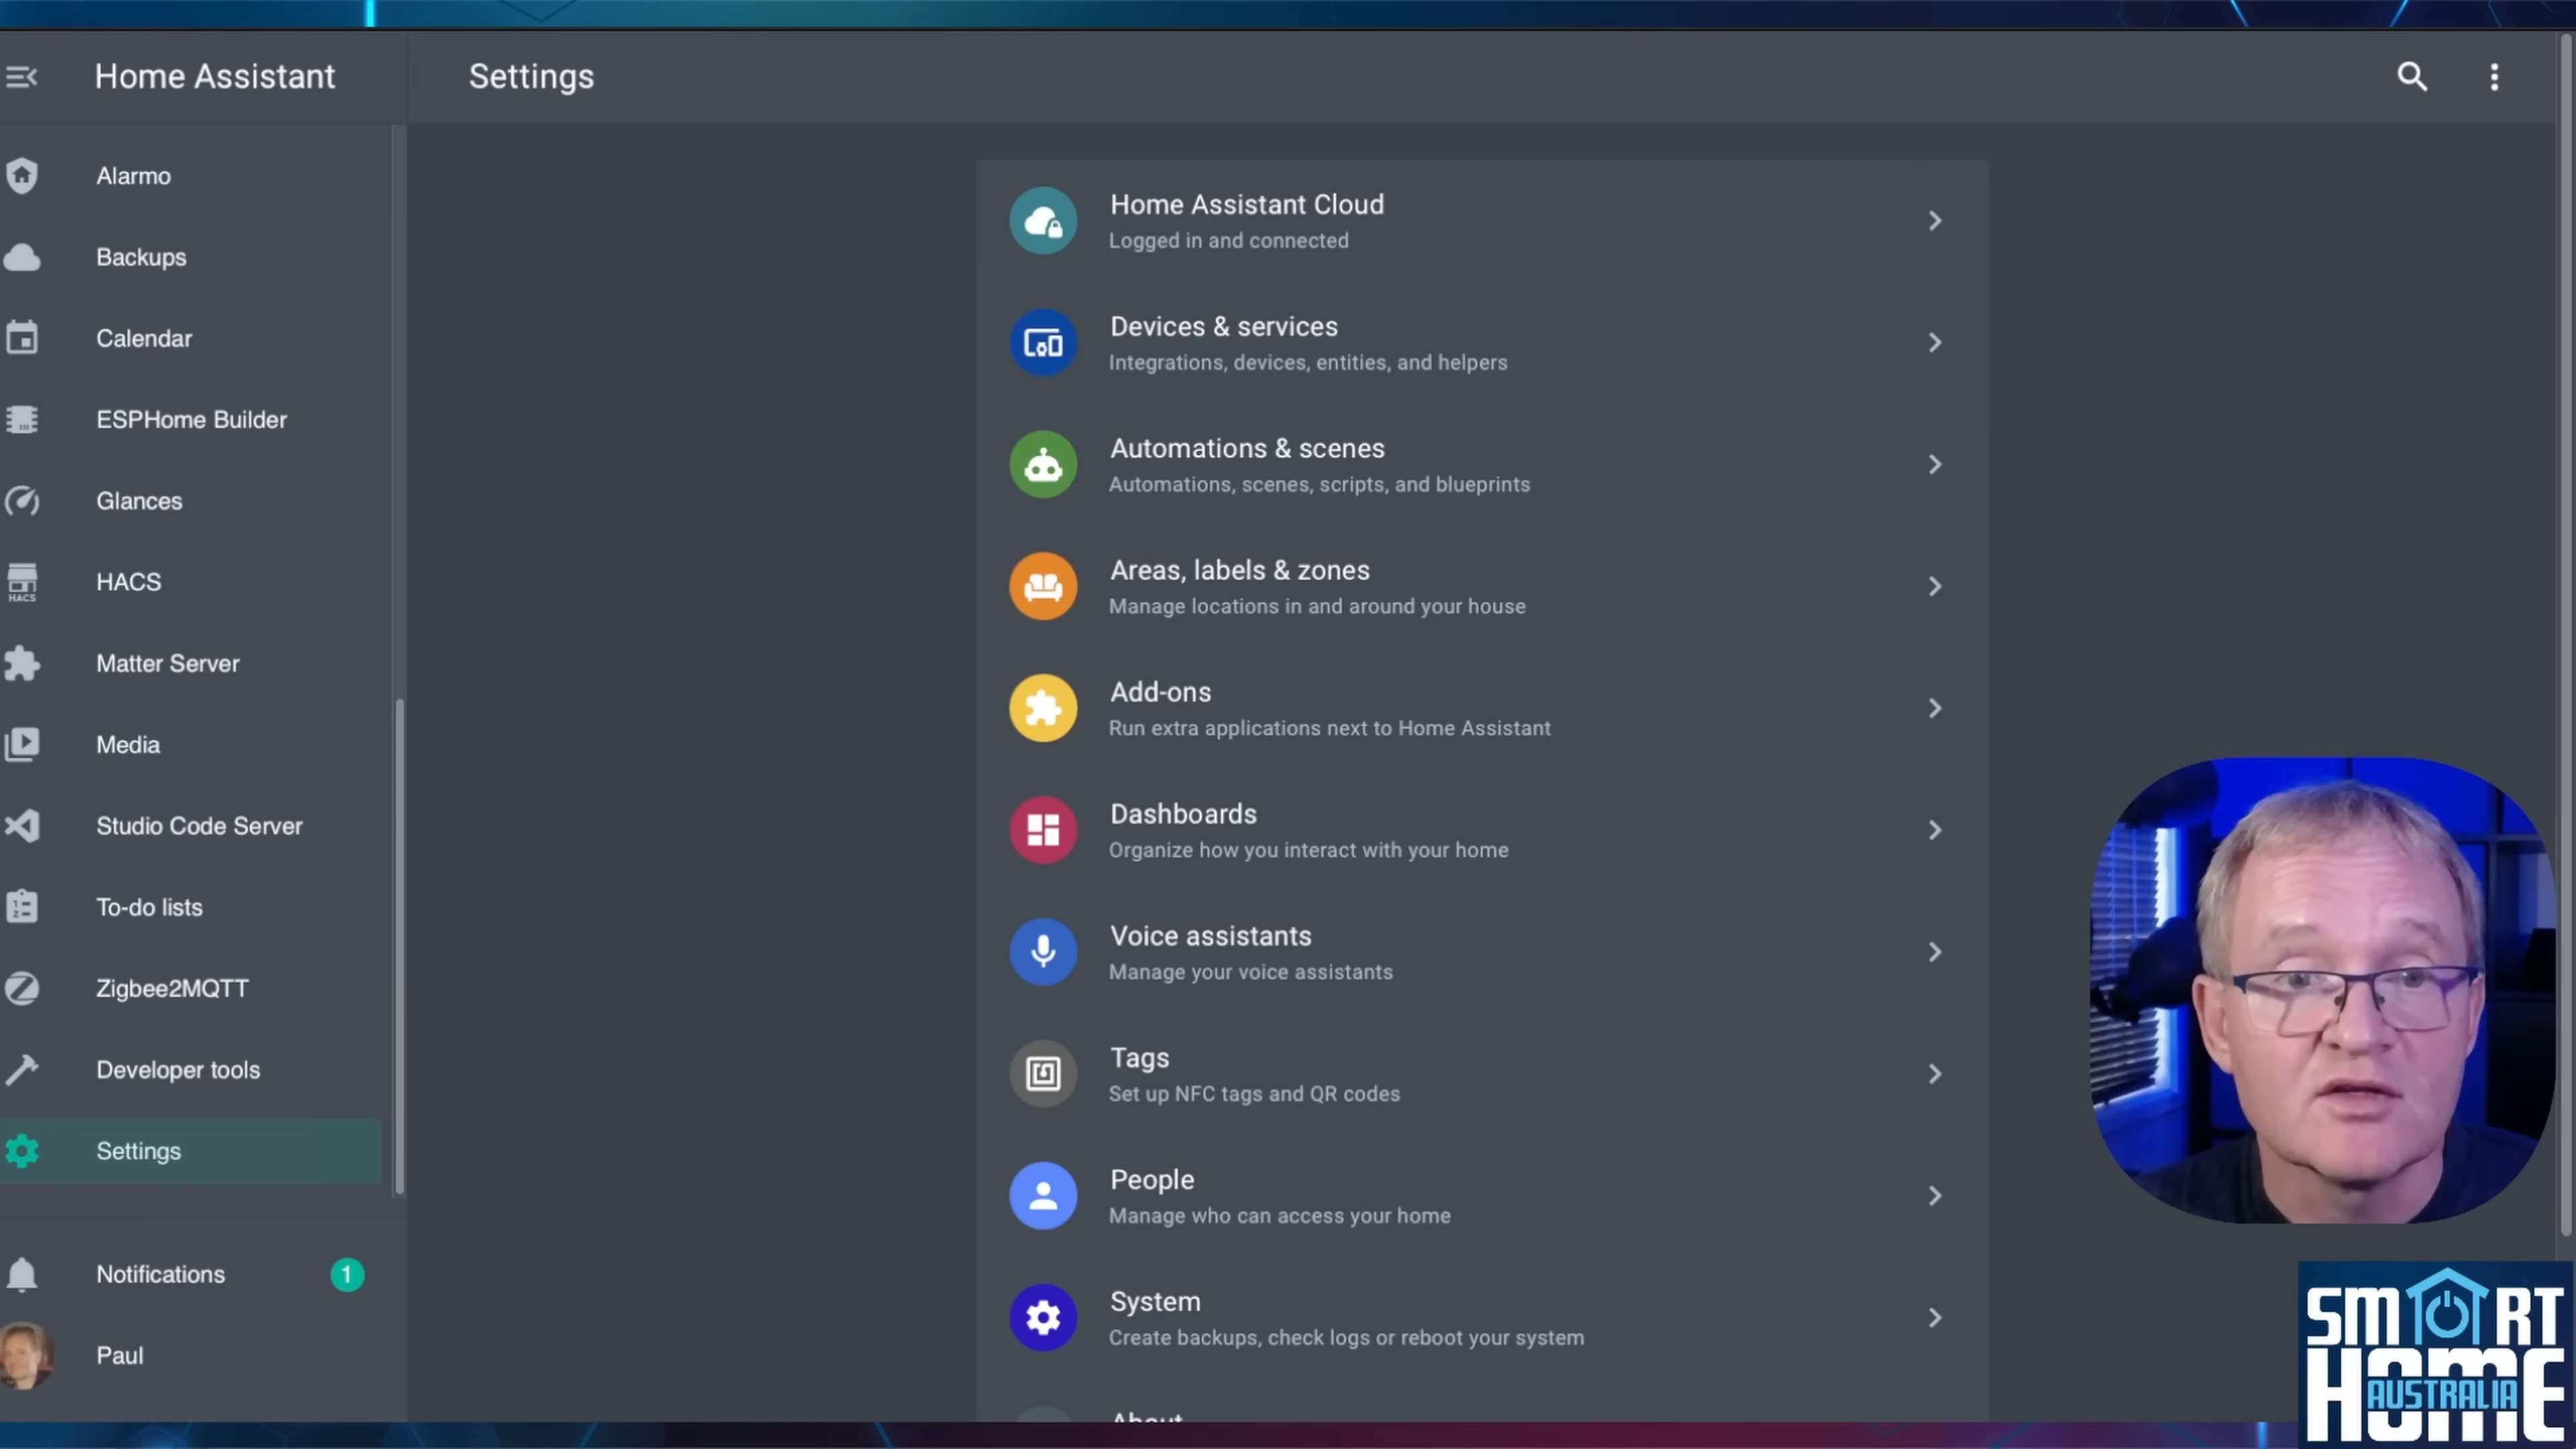 Home Assistant
Settings
Alarmo
Backups
Calendar
ESPHome Builder
Glances
HACS
HACS
Matter Server
Media
Studio Code Server
To-do lists
Zigbee2MQTT
Developer tools
Settings
Notifications
1
Paul
Home Assistant Cloud
Logged in and connected
Devices & services
Integrations, devices, entities, and helpers
Automations & scenes
Automations, scenes, scripts, and blueprints
Areas, labels & zones
Manage locations in and around your house
Add-ons
Run extra applications next to Home Assistant
Dashboards
Organize how you interact with your home
Voice assistants
Manage your voice assistants
Tags
Set up NFC tags and QR codes
People
Manage who can access your home
System
Create backups, check logs or reboot your system
About
SMART
HOME
AUSTRALIA